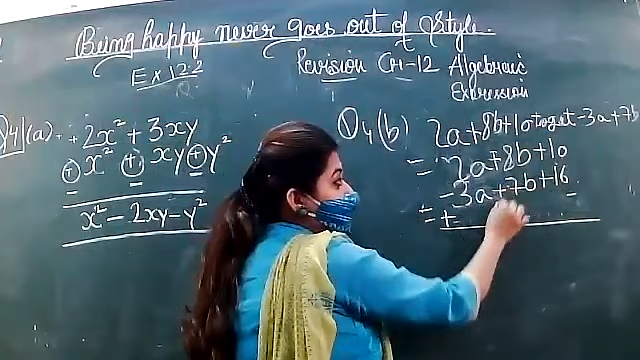 Being happy never goes out of Style.
Ex 12.2
Revision Ch-12 Algebraic
Expression
Q4(a). +2x² + 3xy
⊕ x² ⊕ xy ⊕ y²
x² - 2xy - y²
Q4(b) 2a+8b+10 to get -3a+7b
= 2a+8b+10
-3a+7b+16
= + - -